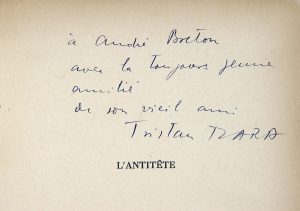 à André Breton
avec la toujours jeune
amitié
de son vieil ami
Tristan TZARA
L'ANTITÊTE